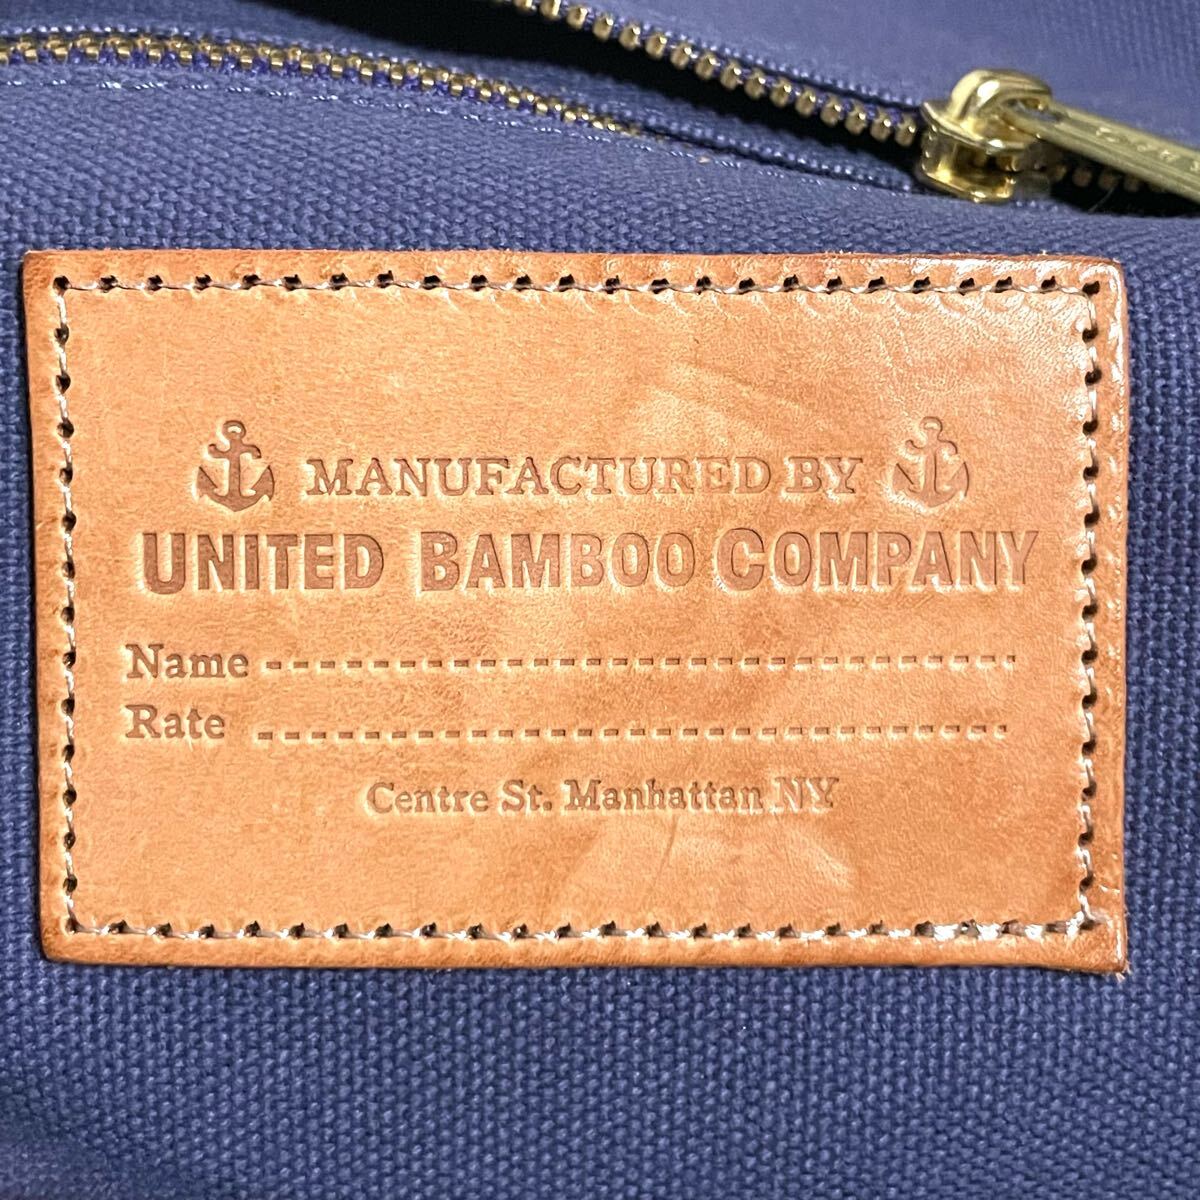 MANUFACTURED BY
UNITED BAMBOO COMPANY
Name
Rate
Centre St. Manhattan NY